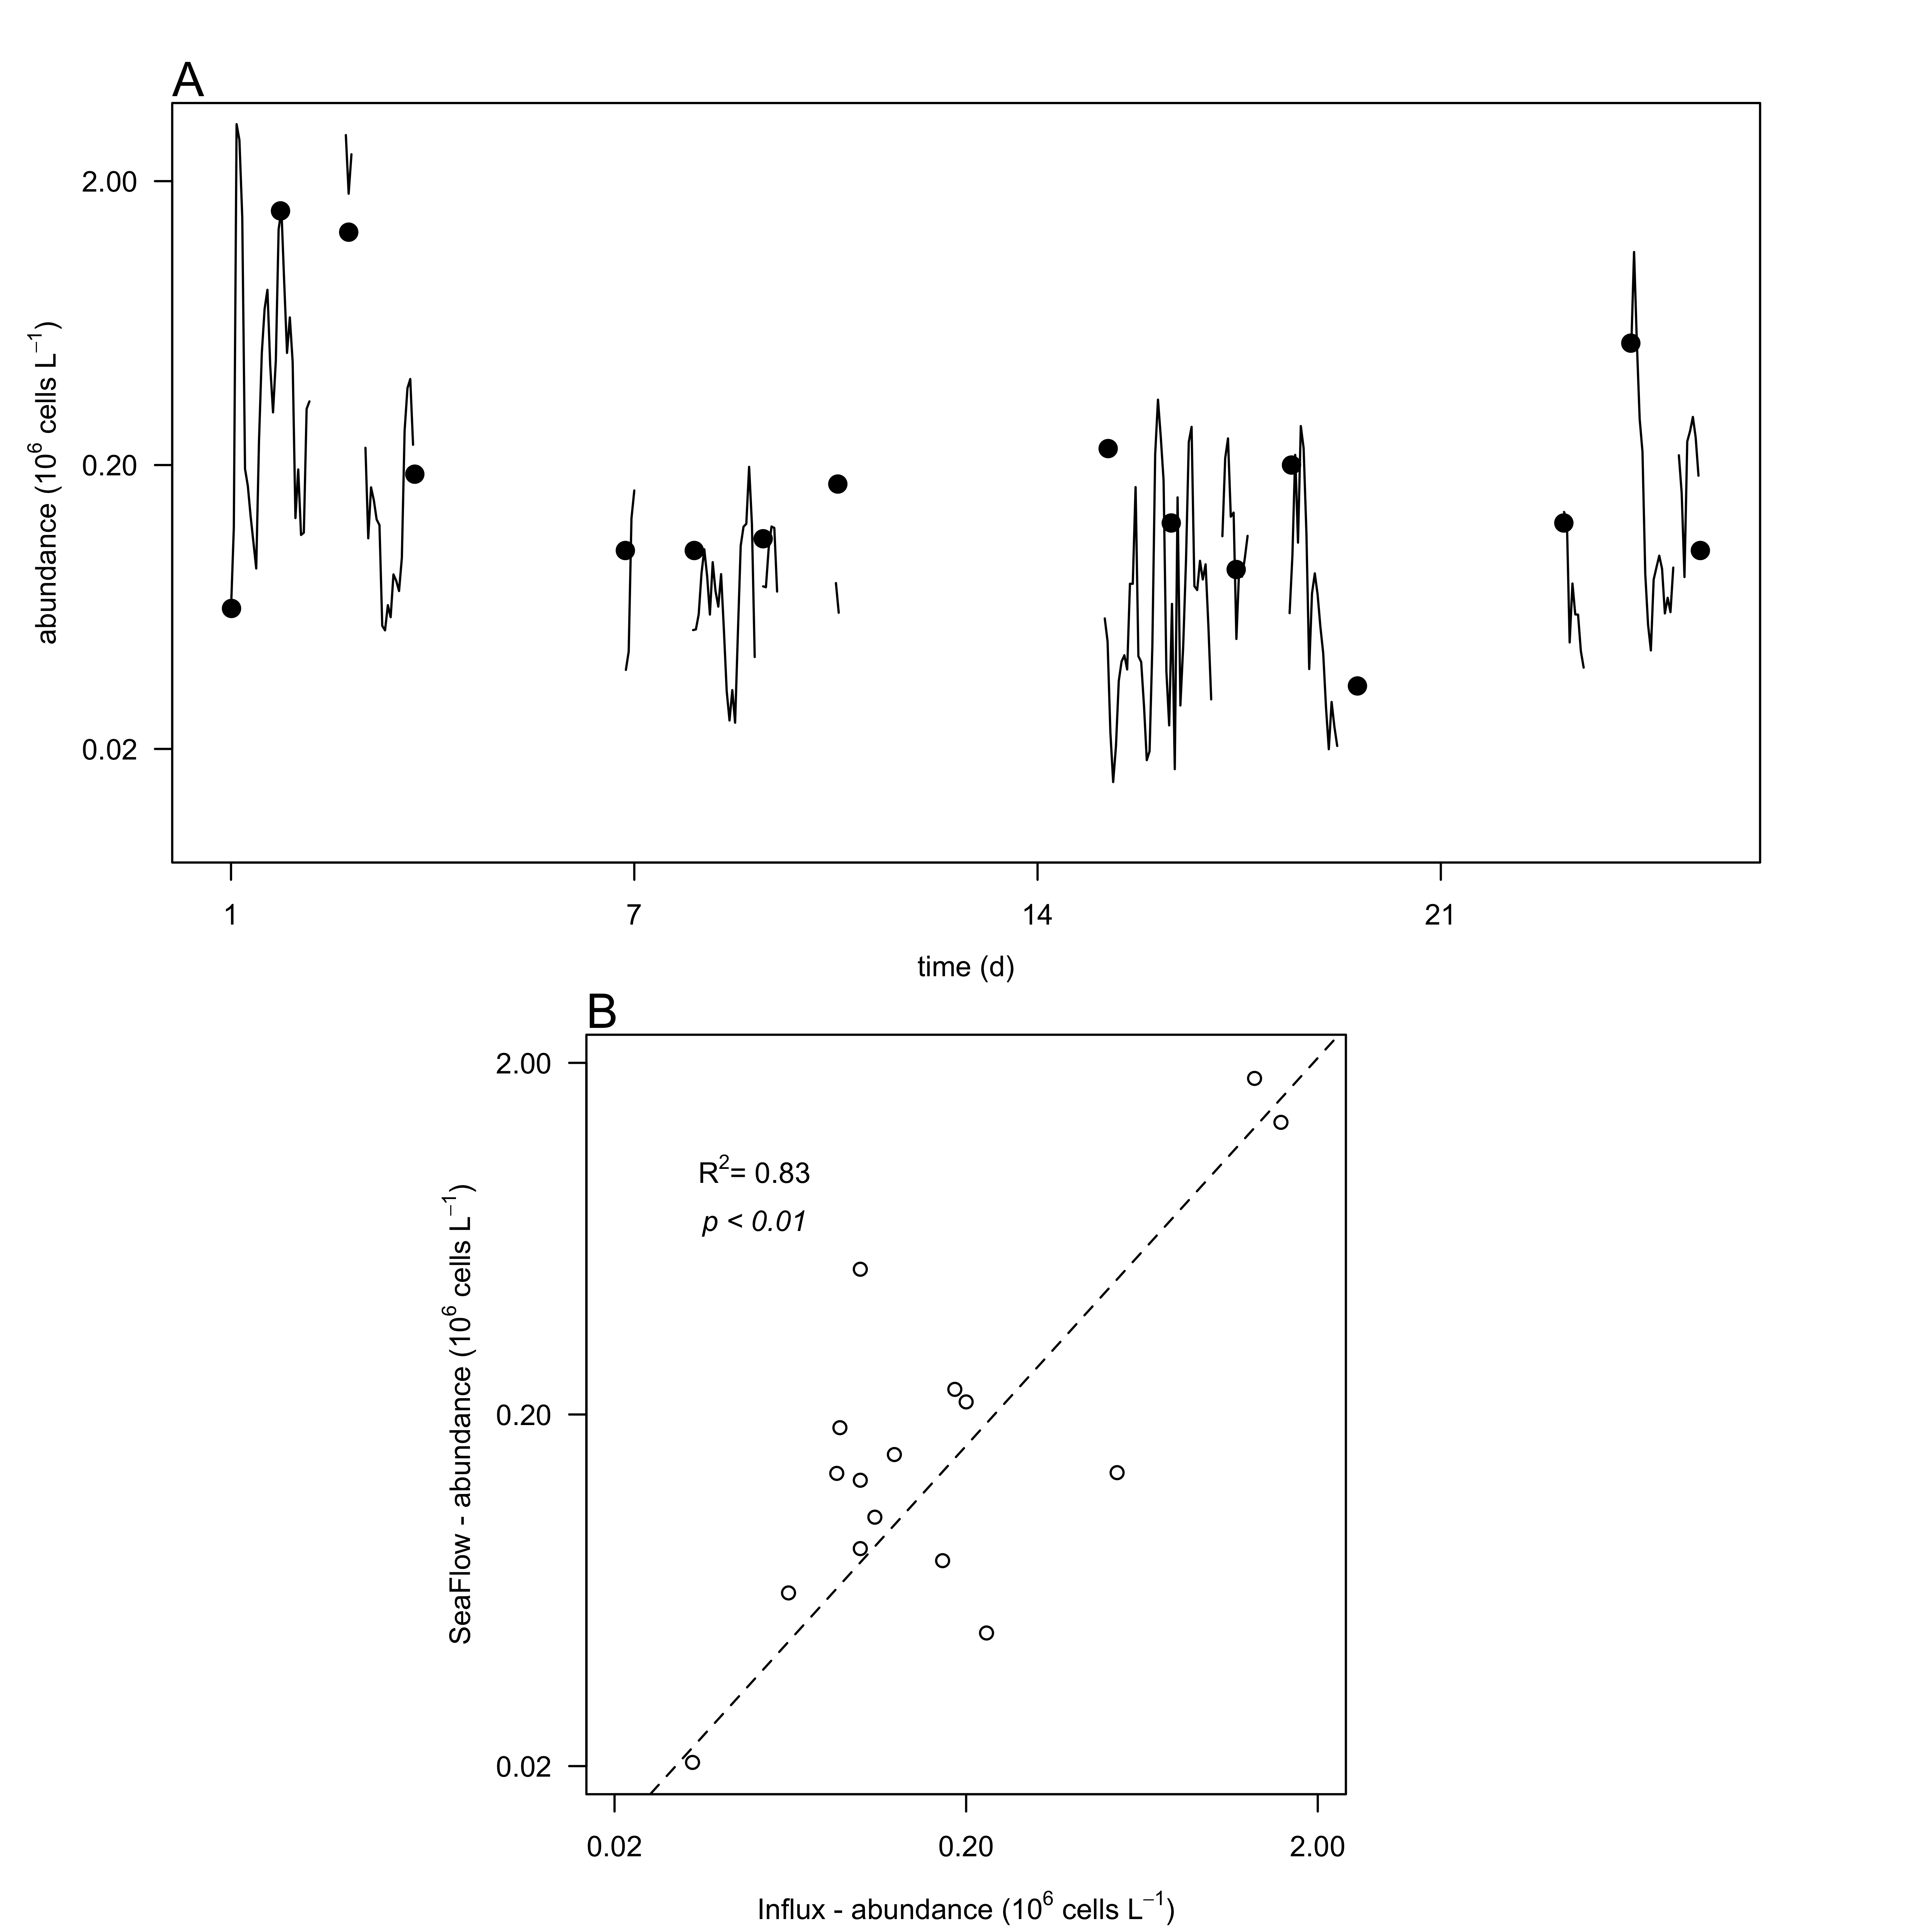 A
2.00
0.20
0.02
abundance (10⁶ cells L⁻¹)
1 7 14 21
time (d)
B
2.00
0.20
0.02
SeaFlow - abundance (10⁶ cells L⁻¹)
R²= 0.83
p < 0.01
0.02 0.20 2.00
Influx - abundance (10⁶ cells L⁻¹)